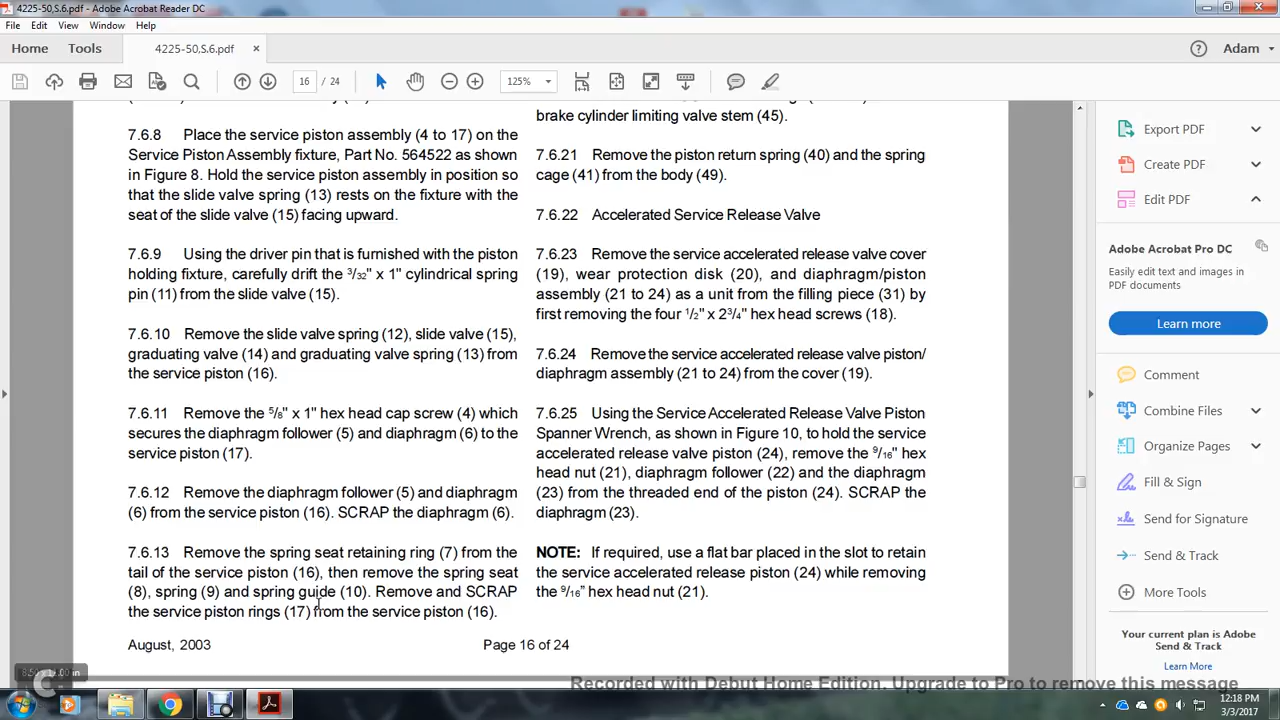 4225-50,S.6.pdf - Adobe Acrobat Reader DC
File Edit View Window Help
Home Tools 4225-50,S.6.pdf × Adam
16 / 24 125%
brake cylinder limiting valve stem (45).
7.6.8 Place the service piston assembly (4 to 17) on the
Service Piston Assembly fixture, Part No. 564522 as shown
in Figure 8. Hold the service piston assembly in position so
that the slide valve spring (13) rests on the fixture with the
seat of the slide valve (15) facing upward.
7.6.9 Using the driver pin that is furnished with the piston
holding fixture, carefully drift the 3/32" x 1" cylindrical spring
pin (11) from the slide valve (15).
7.6.10 Remove the slide valve spring (12), slide valve (15),
graduating valve (14) and graduating valve spring (13) from
the service piston (16).
7.6.11 Remove the 5/8" x 1" hex head cap screw (4) which
secures the diaphragm follower (5) and diaphragm (6) to the
service piston (17).
7.6.12 Remove the diaphragm follower (5) and diaphragm
(6) from the service piston (16). SCRAP the diaphragm (6).
7.6.13 Remove the spring seat retaining ring (7) from the
tail of the service piston (16), then remove the spring seat
(8), spring (9) and spring guide (10). Remove and SCRAP
the service piston rings (17) from the service piston (16).
7.6.21 Remove the piston return spring (40) and the spring
cage (41) from the body (49).
7.6.22 Accelerated Service Release Valve
7.6.23 Remove the service accelerated release valve cover
(19), wear protection disk (20), and diaphragm/piston
assembly (21 to 24) as a unit from the filling piece (31) by
first removing the four 1/2" x 2 3/4" hex head screws (18).
7.6.24 Remove the service accelerated release valve piston/
diaphragm assembly (21 to 24) from the cover (19).
7.6.25 Using the Service Accelerated Release Valve Piston
Spanner Wrench, as shown in Figure 10, to hold the service
accelerated release valve piston (24), remove the 9/16" hex
head nut (21), diaphragm follower (22) and the diaphragm
(23) from the threaded end of the piston (24). SCRAP the
diaphragm (23).
NOTE: If required, use a flat bar placed in the slot to retain
the service accelerated release piston (24) while removing
the 9/16" hex head nut (21).
August, 2003 Page 16 of 24
Export PDF
Create PDF
Edit PDF
Adobe Acrobat Pro DC
Easily edit text and images in
PDF documents
Learn more
Comment
Combine Files
Organize Pages
Fill & Sign
Send for Signature
Send & Track
More Tools
Your current plan is Adobe
Send & Track
Learn More
Recorded with Debut Home Edition. Upgrade to Pro to remove this message
12:18 PM
3/3/2017